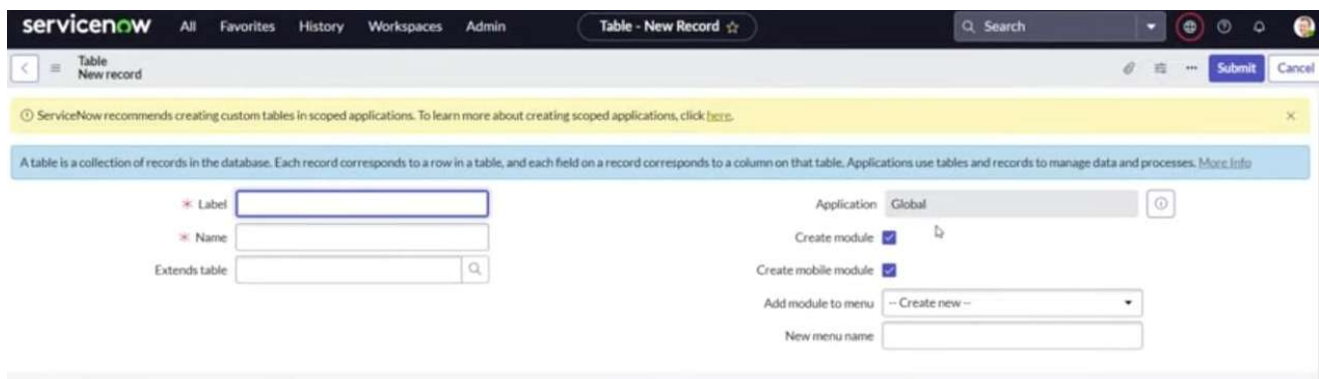 servicenow All Favorites History Workspaces Admin Table - New Record Search
Table
New record
Submit Cancel
ServiceNow recommends creating custom tables in scoped applications. To learn more about creating scoped applications, click here.
A table is a collection of records in the database. Each record corresponds to a row in a table, and each field on a record corresponds to a column on that table. Applications use tables and records to manage data and processes. More Info
* Label
* Name
Extends table
Application Global
Create module
Create mobile module
Add module to menu -- Create new --
New menu name